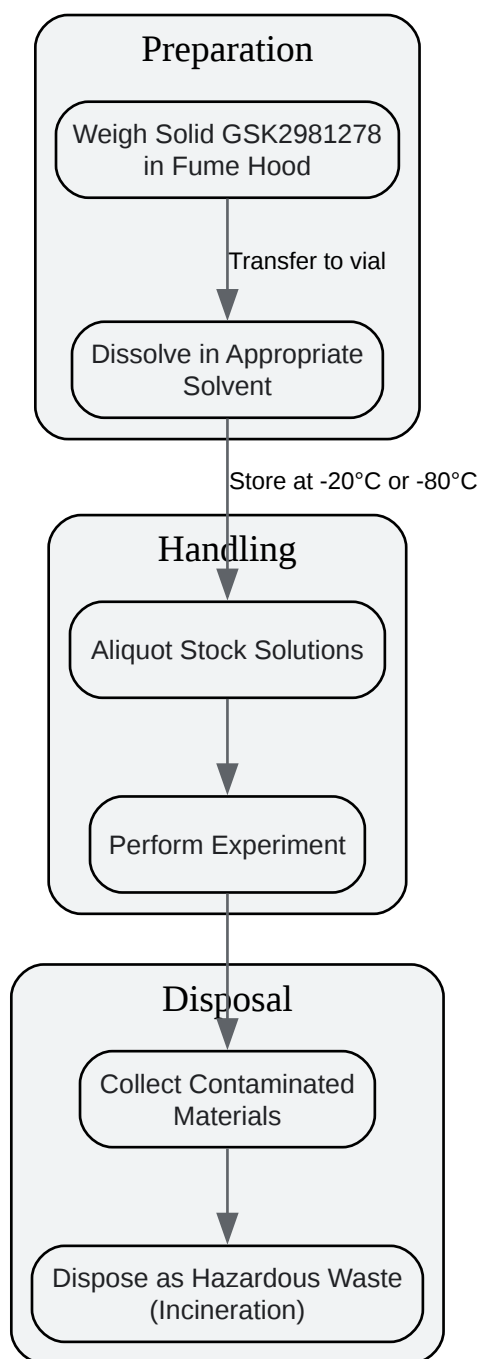 Preparation
Weigh Solid GSK2981278
in Fume Hood
Transfer to vial
Dissolve in Appropriate
Solvent
Store at -20°C or -80°C
Handling
Aliquot Stock Solutions
Perform Experiment
Disposal
Collect Contaminated
Materials
Dispose as Hazardous Waste
(Incineration)